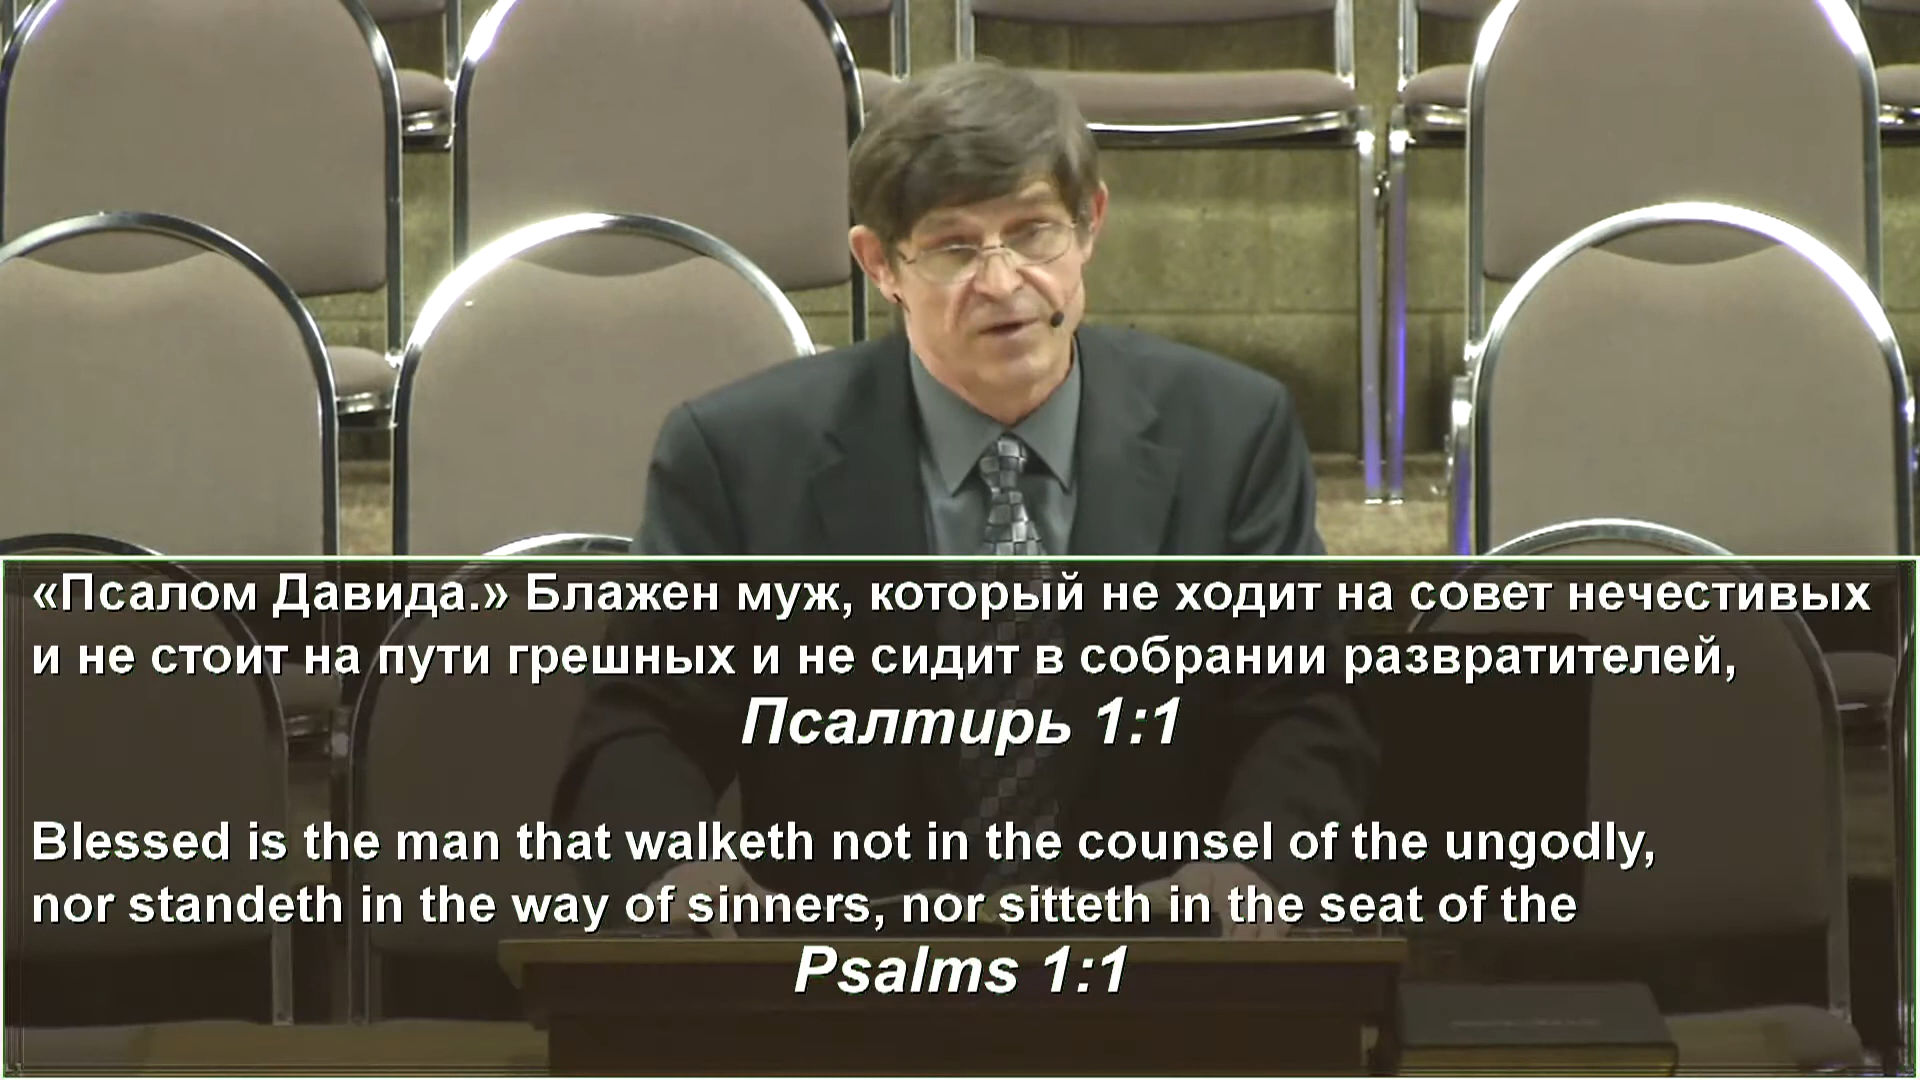 «Псалом Давида.» Блажен муж, который не ходит на совет нечестивых
и не стоит на пути грешных и не сидит в собрании развратителей,
Псалтирь 1:1
Blessed is the man that walketh not in the counsel of the ungodly,
nor standeth in the way of sinners, nor sitteth in the seat of the
Psalms 1:1